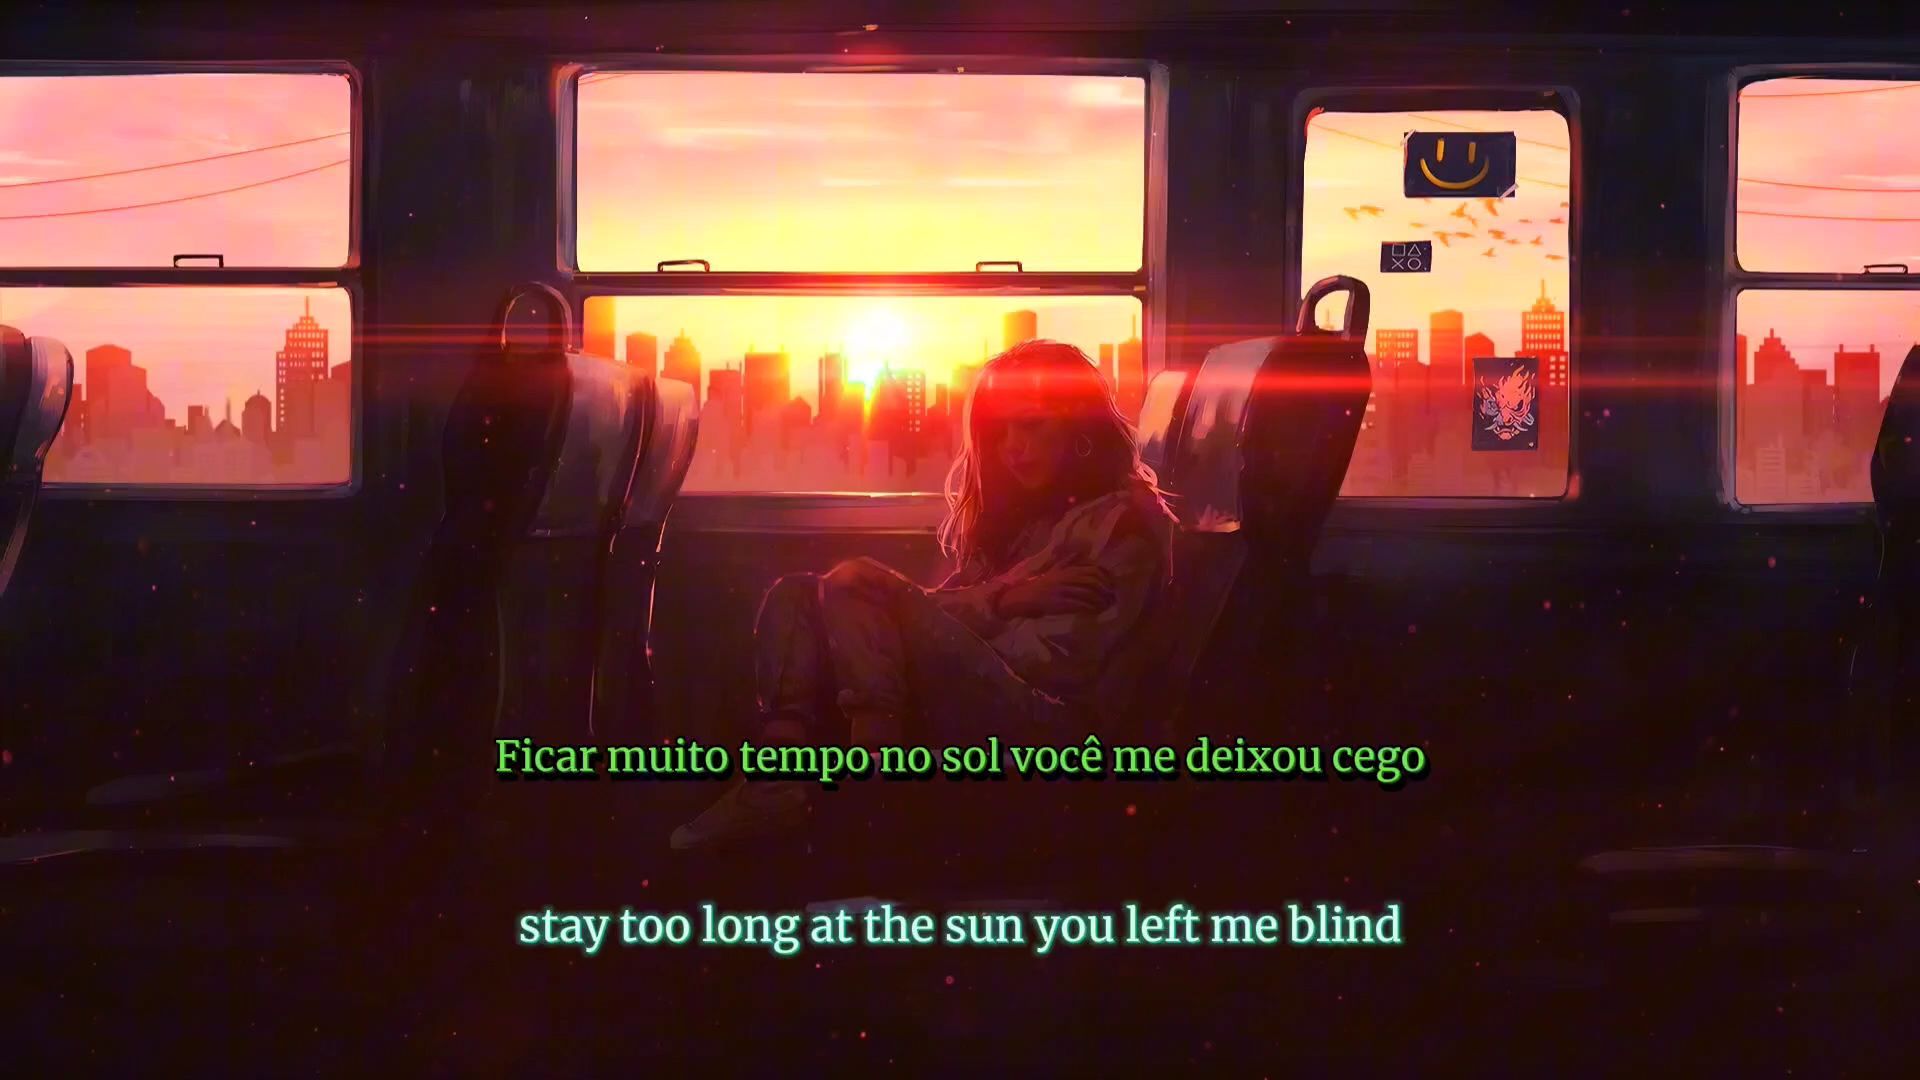 Ficar muito tempo no sol você me deixou cego
stay too long at the sun you left me blind